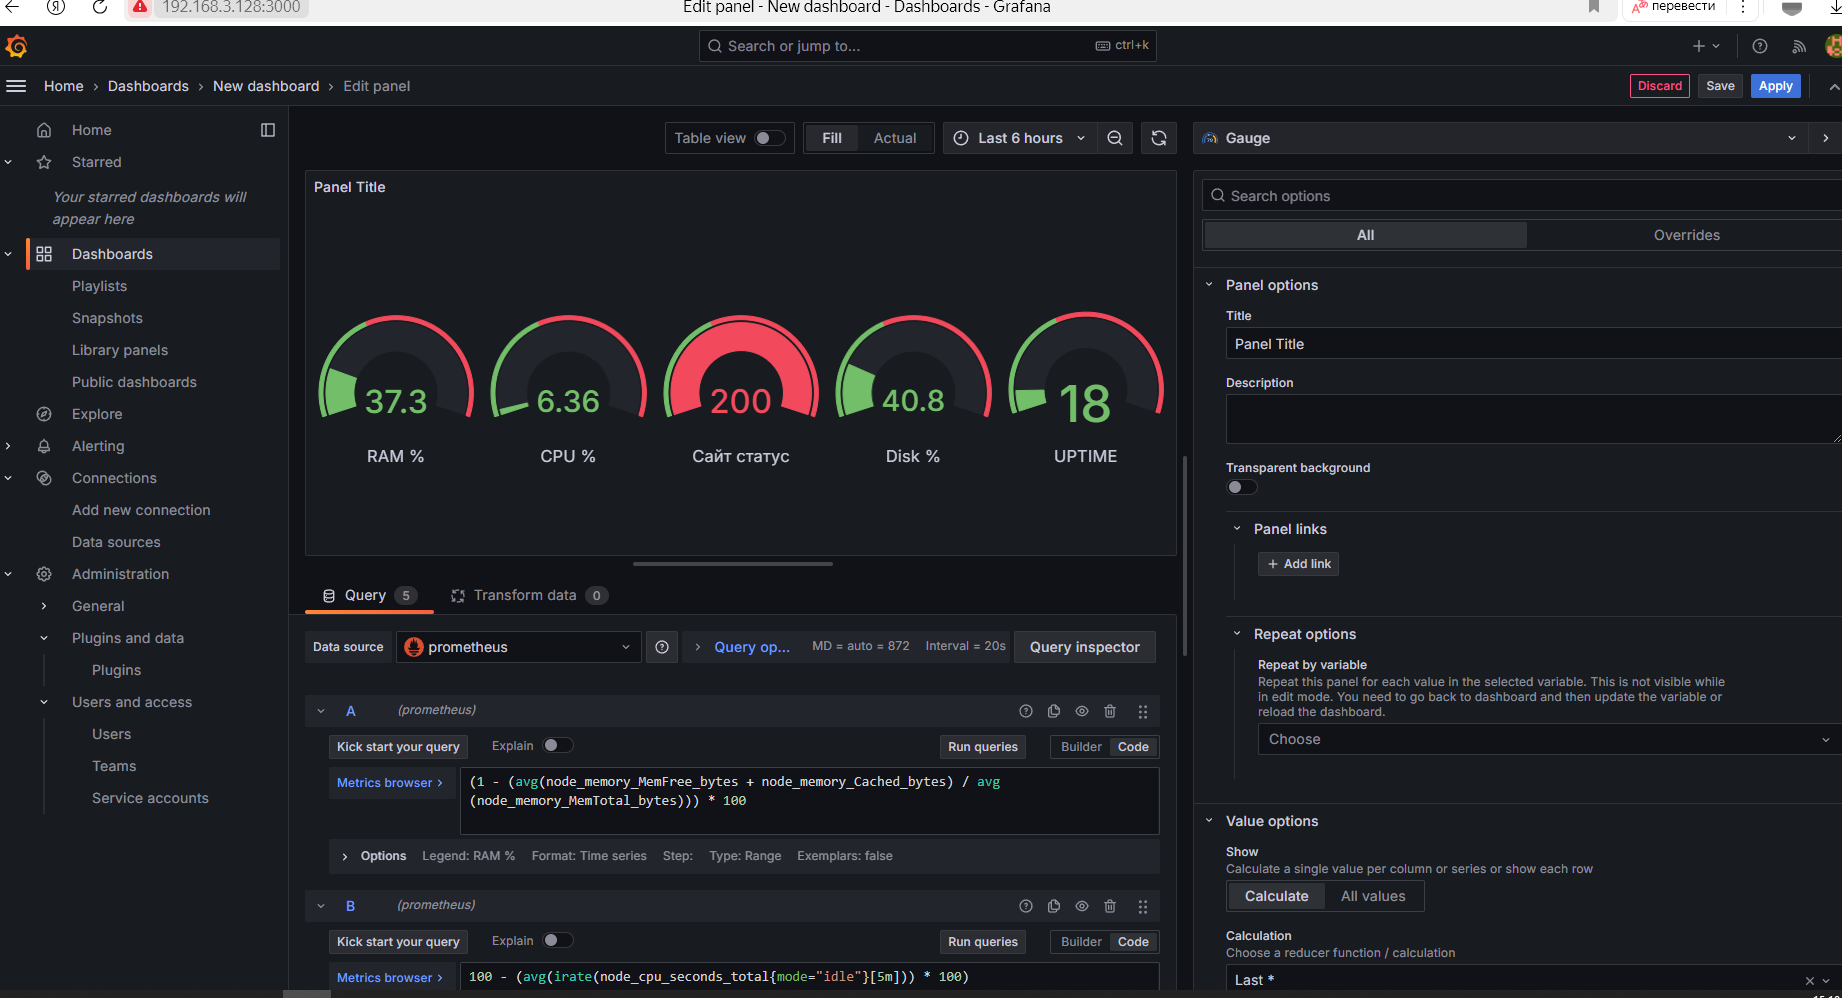 192.168.3.128:3000
Edit panel - New dashboard - Dashboards - Grafana
перевести
Search or jump to...
ctrl+k
Home › Dashboards › New dashboard › Edit panel
Discard
Save
Apply
Home
Starred
Your starred dashboards will
appear here
Dashboards
Playlists
Snapshots
Library panels
Public dashboards
Explore
Alerting
Connections
Add new connection
Data sources
Administration
General
Plugins and data
Plugins
Users and access
Users
Teams
Service accounts
Table view
Fill
Actual
Last 6 hours
Panel Title
37.3
6.36
200
40.8
18
RAM %
CPU %
Сайт статус
Disk %
UPTIME
Query 5
Transform data 0
Data source
prometheus
Query op...
MD = auto = 872
Interval = 20s
Query inspector
A
(prometheus)
Kick start your query
Explain
Run queries
Builder
Code
Metrics browser >
(1 - (avg(node_memory_MemFree_bytes + node_memory_Cached_bytes) / avg
(node_memory_MemTotal_bytes))) * 100
Options
Legend: RAM %
Format: Time series
Step:
Type: Range
Exemplars: false
B
(prometheus)
Kick start your query
Explain
Run queries
Builder
Code
Metrics browser >
100 - (avg(irate(node_cpu_seconds_total{mode="idle"}[5m])) * 100)
Gauge
Search options
All
Overrides
Panel options
Title
Panel Title
Description
Transparent background
Panel links
+ Add link
Repeat options
Repeat by variable
Repeat this panel for each value in the selected variable. This is not visible while
in edit mode. You need to go back to dashboard and then update the variable or
reload the dashboard.
Choose
Value options
Show
Calculate a single value per column or series or show each row
Calculate
All values
Calculation
Choose a reducer function / calculation
Last *